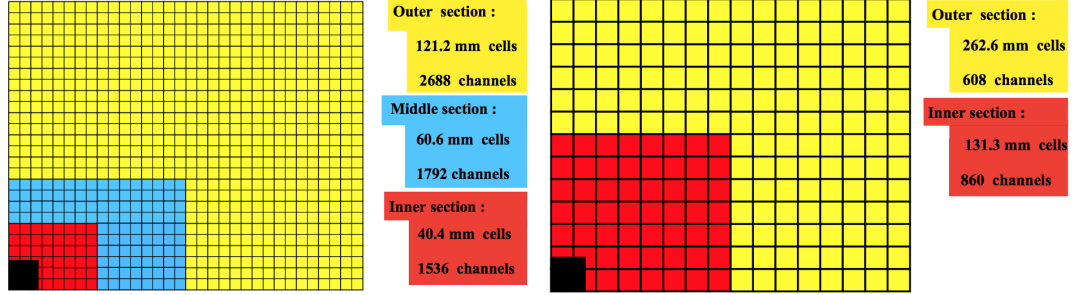 Outer section :
121.2 mm cells
2688 channels
Middle section :
60.6 mm cells
1792 channels
Inner section :
40.4 mm cells
1536 channels
Outer section :
262.6 mm cells
608 channels
Inner section :
131.3 mm cells
860 channels